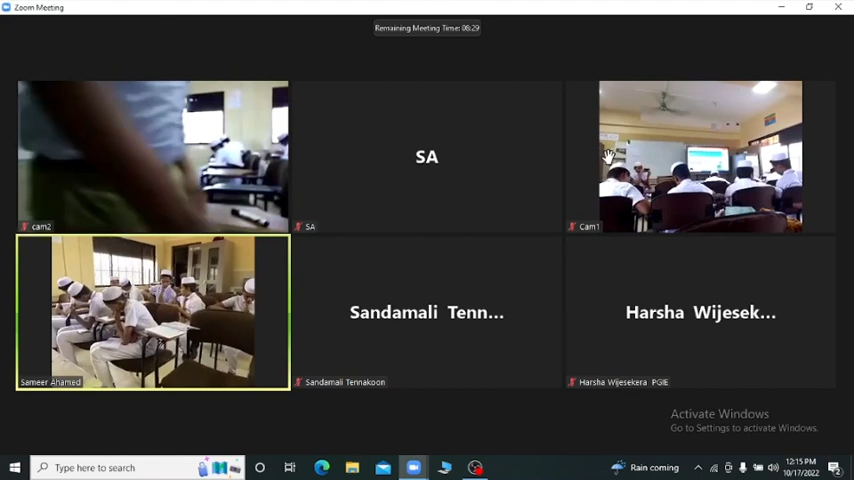 Zoom Meeting
Remaining Meeting Time: 08:29
SA
cam2
SA
Cam1
Sandamali Tenn...
Harsha Wijesek...
Sameer Ahamed
Sandamali Tennakoon
Harsha Wijesekera PGIE
Activate Windows
Go to Settings to activate Windows.
Type here to search
Rain coming
12:15 PM
10/17/2022
2